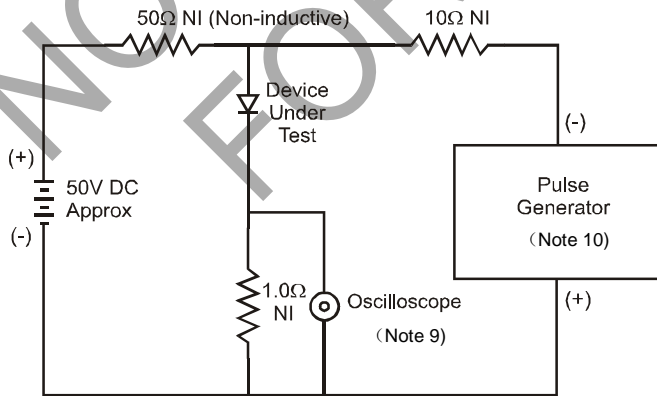 50Ω NI (Non-inductive)
10Ω NI
Device
Under
Test
(+)
50V DC
Approx
(-)
(-)
Pulse
Generator
(Note 10)
(+)
1.0Ω
NI
Oscilloscope
(Note 9)